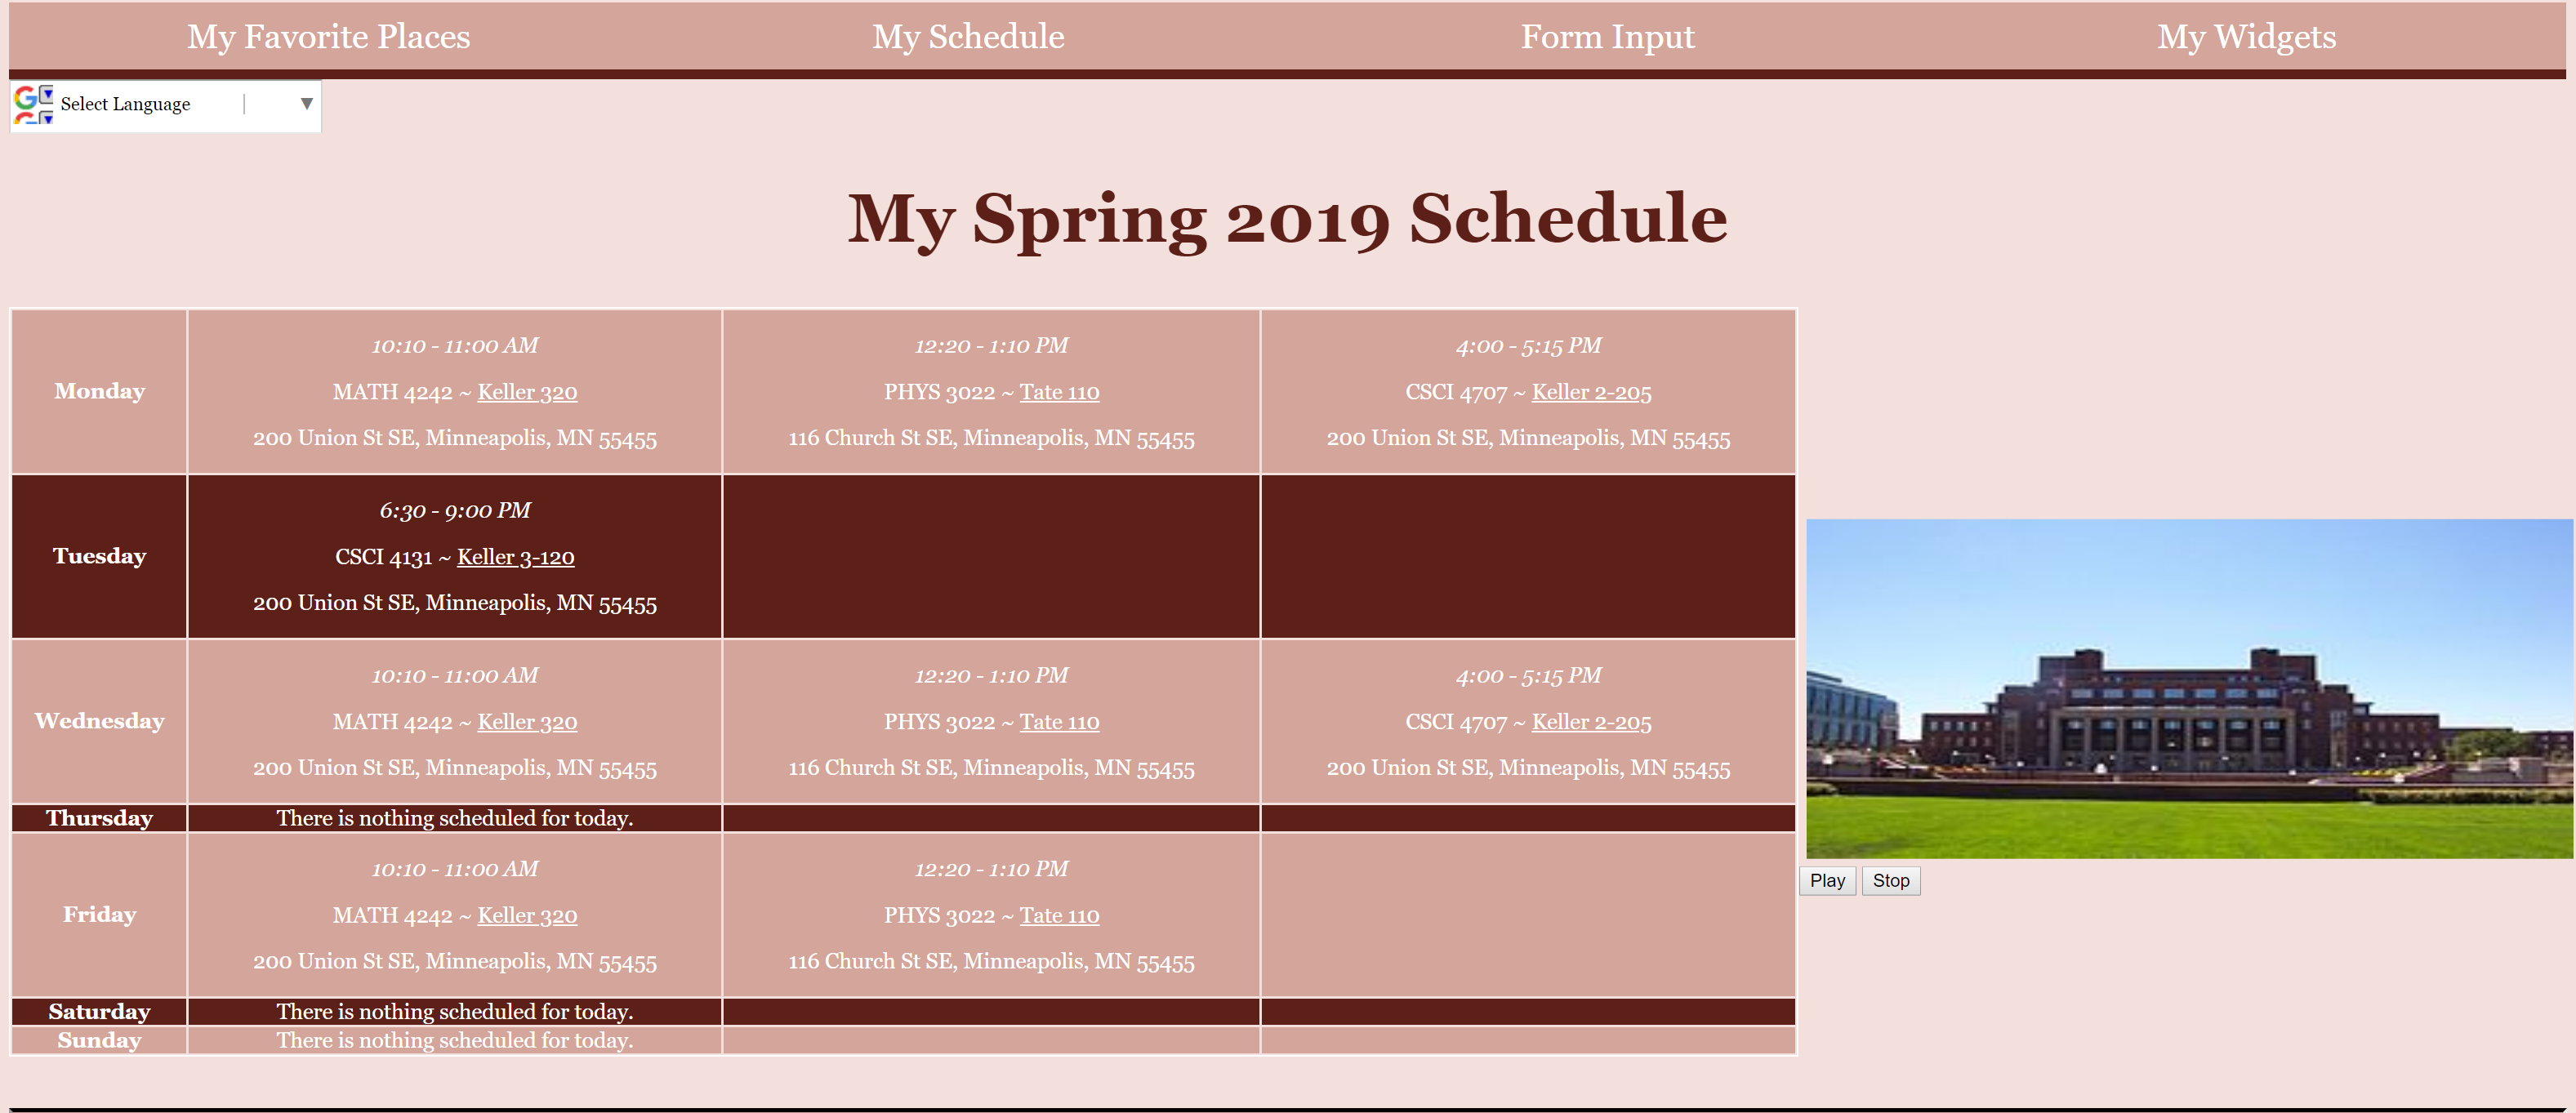 My Favorite Places
My Schedule
Form Input
My Widgets
Select Language
My Spring 2019 Schedule
Monday
10:10 - 11:00 AM
MATH 4242 ~ Keller 320
200 Union St SE, Minneapolis, MN 55455
12:20 - 1:10 PM
PHYS 3022 ~ Tate 110
116 Church St SE, Minneapolis, MN 55455
4:00 - 5:15 PM
CSCI 4707 ~ Keller 2-205
200 Union St SE, Minneapolis, MN 55455
Tuesday
6:30 - 9:00 PM
CSCI 4131 ~ Keller 3-120
200 Union St SE, Minneapolis, MN 55455
Wednesday
10:10 - 11:00 AM
MATH 4242 ~ Keller 320
200 Union St SE, Minneapolis, MN 55455
12:20 - 1:10 PM
PHYS 3022 ~ Tate 110
116 Church St SE, Minneapolis, MN 55455
4:00 - 5:15 PM
CSCI 4707 ~ Keller 2-205
200 Union St SE, Minneapolis, MN 55455
Thursday
There is nothing scheduled for today.
Friday
10:10 - 11:00 AM
MATH 4242 ~ Keller 320
200 Union St SE, Minneapolis, MN 55455
12:20 - 1:10 PM
PHYS 3022 ~ Tate 110
116 Church St SE, Minneapolis, MN 55455
Saturday
There is nothing scheduled for today.
Sunday
There is nothing scheduled for today.
Play
Stop